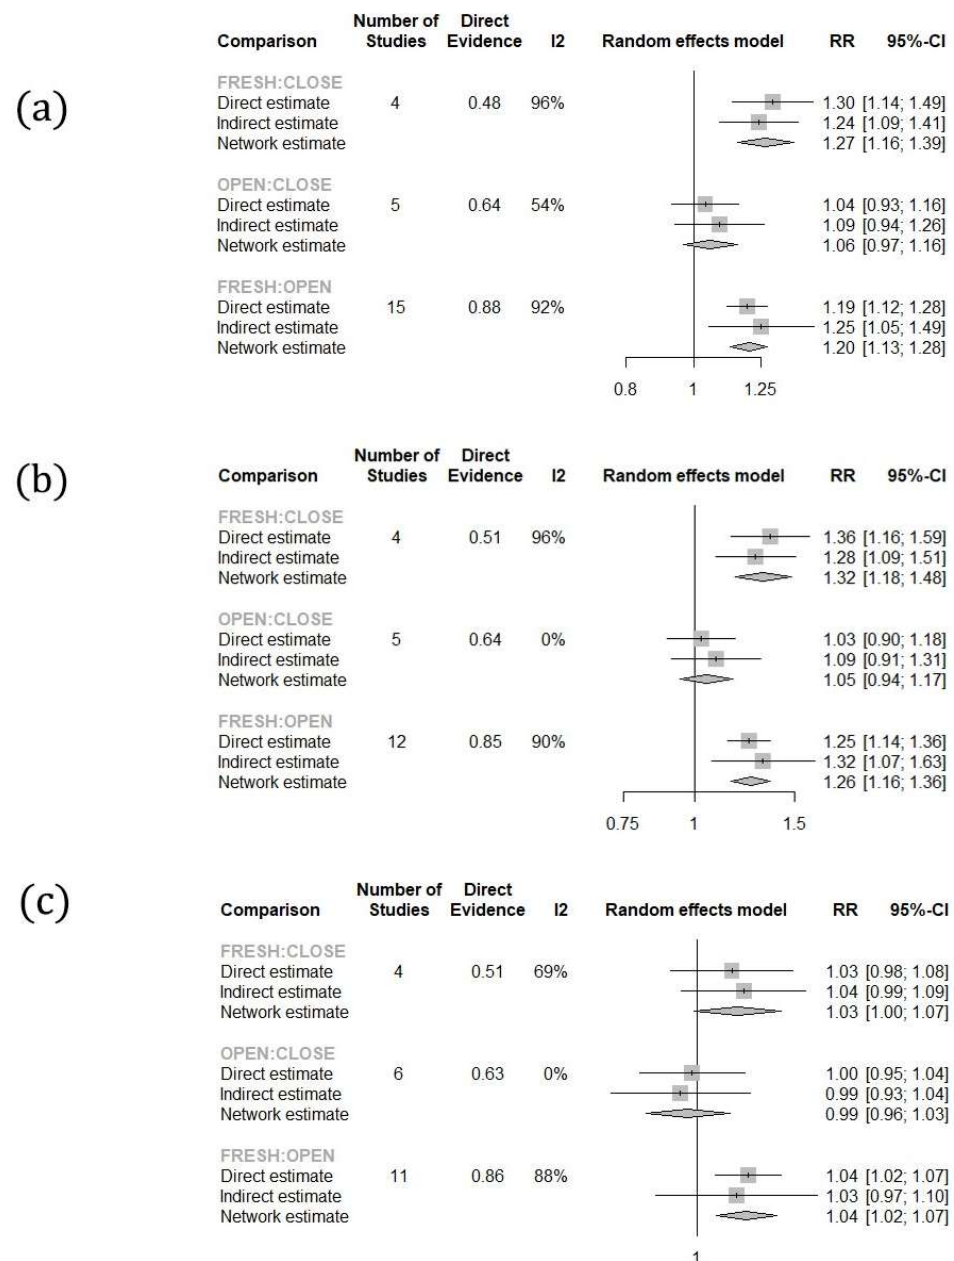 (a)
Number of Direct
Comparison Studies Evidence I2 Random effects model RR 95%-CI
FRESH:CLOSE
Direct estimate 4 0.48 96% 1.30 [1.14; 1.49]
Indirect estimate 1.24 [1.09; 1.41]
Network estimate 1.27 [1.16; 1.39]
OPEN:CLOSE
Direct estimate 5 0.64 54% 1.04 [0.93; 1.16]
Indirect estimate 1.09 [0.94; 1.26]
Network estimate 1.06 [0.97; 1.16]
FRESH:OPEN
Direct estimate 15 0.88 92% 1.19 [1.12; 1.28]
Indirect estimate 1.25 [1.05; 1.49]
Network estimate 1.20 [1.13; 1.28]
0.8 1 1.25
(b)
Number of Direct
Comparison Studies Evidence I2 Random effects model RR 95%-CI
FRESH:CLOSE
Direct estimate 4 0.51 96% 1.36 [1.16; 1.59]
Indirect estimate 1.28 [1.09; 1.51]
Network estimate 1.32 [1.18; 1.48]
OPEN:CLOSE
Direct estimate 5 0.64 0% 1.03 [0.90; 1.18]
Indirect estimate 1.09 [0.91; 1.31]
Network estimate 1.05 [0.94; 1.17]
FRESH:OPEN
Direct estimate 12 0.85 90% 1.25 [1.14; 1.36]
Indirect estimate 1.32 [1.07; 1.63]
Network estimate 1.26 [1.16; 1.36]
0.75 1 1.5
(c)
Number of Direct
Comparison Studies Evidence I2 Random effects model RR 95%-CI
FRESH:CLOSE
Direct estimate 4 0.51 69% 1.03 [0.98; 1.08]
Indirect estimate 1.04 [0.99; 1.09]
Network estimate 1.03 [1.00; 1.07]
OPEN:CLOSE
Direct estimate 6 0.63 0% 1.00 [0.95; 1.04]
Indirect estimate 0.99 [0.93; 1.04]
Network estimate 0.99 [0.96; 1.03]
FRESH:OPEN
Direct estimate 11 0.86 88% 1.04 [1.02; 1.07]
Indirect estimate 1.03 [0.97; 1.10]
Network estimate 1.04 [1.02; 1.07]
1